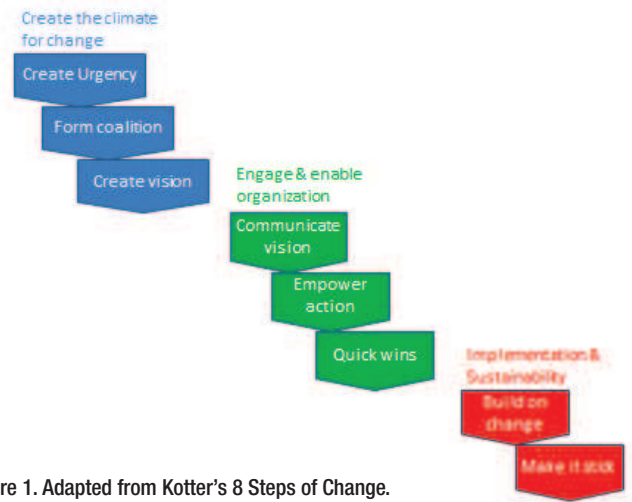 Create the climate
for change
Create Urgency
Form coalition
Create vision
Engage & enable
organization
Communicate
vision
Empower
action
Quick wins
Implementation &
Sustainability
Build on
change
Make it stick
re 1. Adapted from Kotter’s 8 Steps of Change.